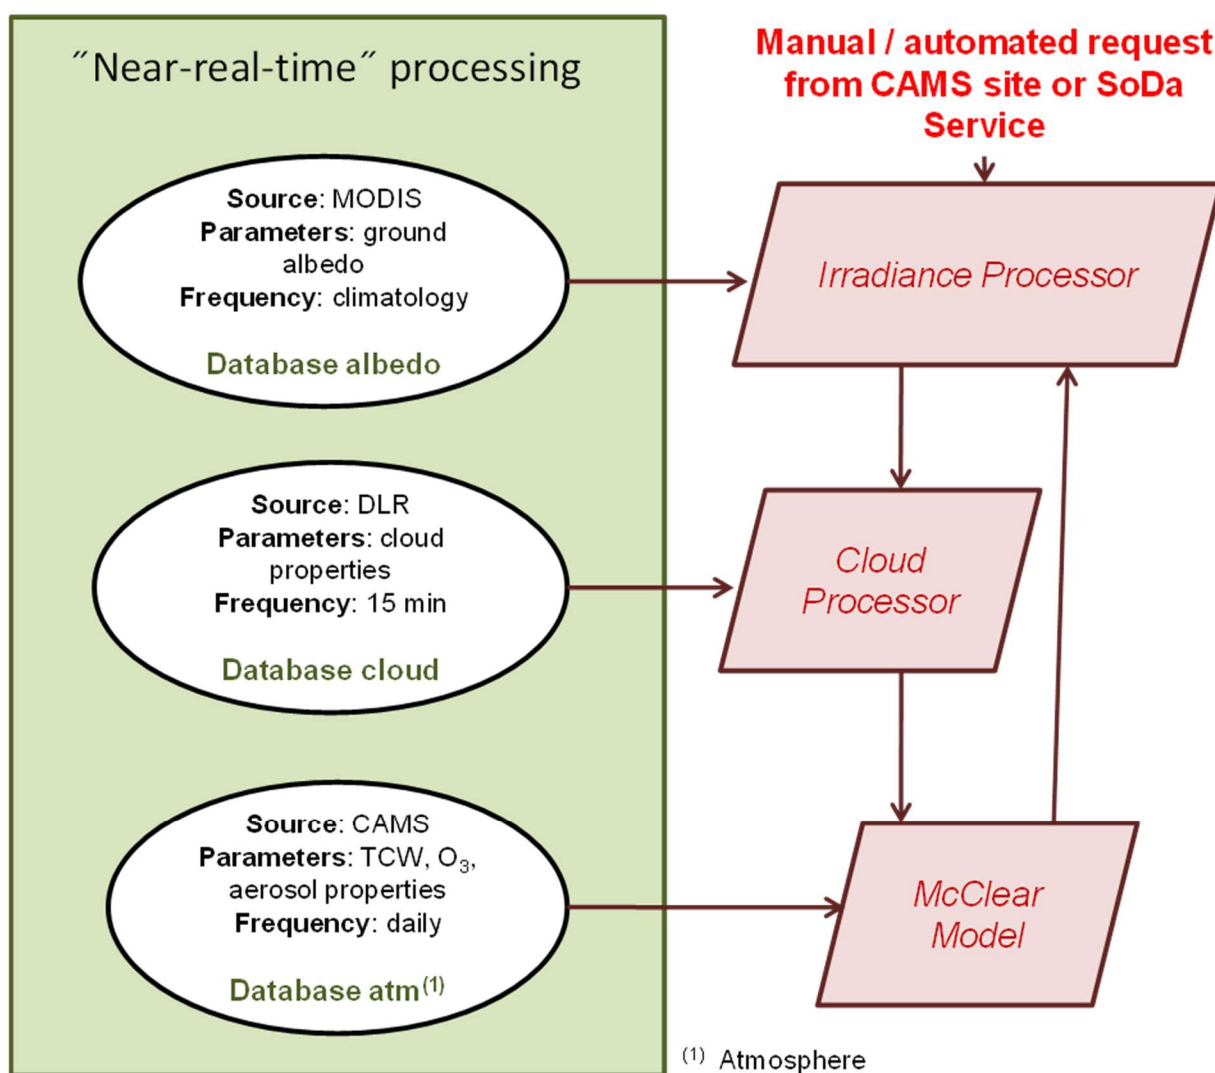 ˝Near-real-time˝ processing
Source: MODIS
Parameters: ground
albedo
Frequency: climatology
Database albedo
Source: DLR
Parameters: cloud
properties
Frequency: 15 min
Database cloud
Source: CAMS
Parameters: TCW, O₃,
aerosol properties
Frequency: daily
Database atm⁽¹⁾
Manual / automated request
from CAMS site or SoDa
Service
Irradiance Processor
Cloud
Processor
McClear
Model
⁽¹⁾ Atmosphere